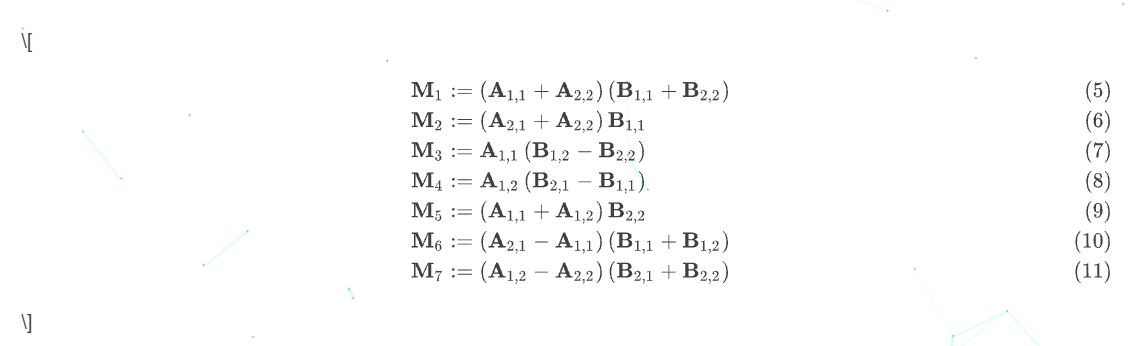 \[
M₁ := (A₁,₁ + A₂,₂) (B₁,₁ + B₂,₂) (5)
M₂ := (A₂,₁ + A₂,₂) B₁,₁ (6)
M₃ := A₁,₁ (B₁,₂ − B₂,₂) (7)
M₄ := A₁,₂ (B₂,₁ − B₁,₁) (8)
M₅ := (A₁,₁ + A₁,₂) B₂,₂ (9)
M₆ := (A₂,₁ − A₁,₁) (B₁,₁ + B₁,₂) (10)
M₇ := (A₁,₂ − A₂,₂) (B₂,₁ + B₂,₂) (11)
\]